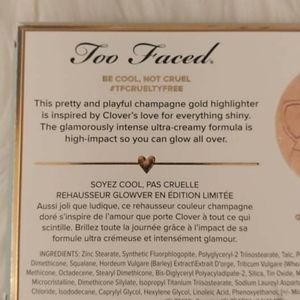 Too Faced
BE COOL, NOT CRUEL
#TFCRUELTYFREE
This pretty and playful champagne gold highlighter
is inspired by Clover's love for everything shiny.
The glamorously intense ultra-creamy formula is
high-impact so you can glow all over.
SOYEZ COOL, PAS CRUELLE
REHAUSSEUR GLOWVER EN ÉDITION LIMITÉE
Aussi joli que ludique, ce rehausseur couleur champagne
doré s'inspire de l'amour que porte Clover à tout ce qui
scintille. Brillez toute la journée grâce à l'impact de sa
formule ultra crémeuse et intensément glamour.
INGREDIENTS: Zinc Stearate, Synthetic Fluorphlogopite, Polyglyceryl-2 Triisostearate, Talc,
Dimethicone, Squalane, Hordeum Vulgare (Barley) Extract/Extrait D'orge, Triticum Vulgare
Methicone, Octadecene, Stearyl Dimethicone, Bis-Diglyceryl Polyacyladipate-2, Silica, Tin Oxide
Microcristallina, Dimethicone Silylate, Isopropyl Titanium Triisostearate, Sodium Lauroyl
Chloride, Isododecane, Caprylyl Glycol, Hexylene Glycol, Linoleic Acid, Phenoxyethanol,